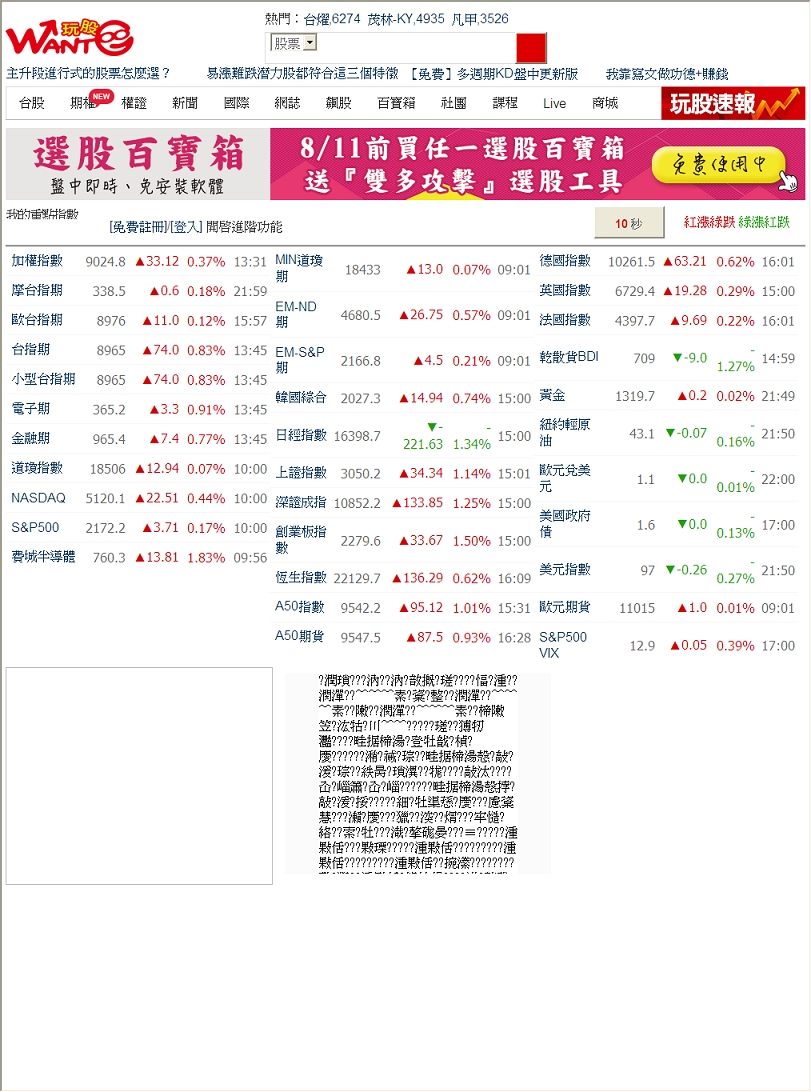 玩股
WANT
熱門：台燿,6274 茂林-KY,4935 凡甲,3526
股票
主升段進行式的股票怎麼選？ 易漲難跌潛力股都符合這三個特徵 【免費】多週期KD盤中更新版 我靠寫文做功德+賺錢
台股 期權 NEW 權證 新聞 國際 網誌 飆股 百寶箱 社團 課程 Live 商城 玩股速報
選股百寶箱
盤中即時、免安裝軟體
8/11前買任一選股百寶箱
送『雙多攻擊』選股工具
免費使用中
我的重點指數
[免費註冊]/[登入] 開啓進階功能
10 秒 紅漲綠跌 綠漲紅跌
加權指數 9024.8 ▲33.12 0.37% 13:31
摩台指期 338.5 ▲0.6 0.18% 21:59
歐台指期 8976 ▲11.0 0.12% 15:57
台指期 8965 ▲74.0 0.83% 13:45
小型台指期 8965 ▲74.0 0.83% 13:45
電子期 365.2 ▲3.3 0.91% 13:45
金融期 965.4 ▲7.4 0.77% 13:45
道瓊指數 18506 ▲12.94 0.07% 10:00
NASDAQ 5120.1 ▲22.51 0.44% 10:00
S&P500 2172.2 ▲3.71 0.17% 10:00
費城半導體 760.3 ▲13.81 1.83% 09:56
MIN道瓊期 18433 ▲13.0 0.07% 09:01
EM-ND期 4680.5 ▲26.75 0.57% 09:01
EM-S&P期 2166.8 ▲4.5 0.21% 09:01
韓國綜合 2027.3 ▲14.94 0.74% 15:00
日經指數 16398.7 ▼-221.63 -1.34% 15:00
上證指數 3050.2 ▲34.34 1.14% 15:01
深證成指 10852.2 ▲133.85 1.25% 15:00
創業板指數 2279.6 ▲33.67 1.50% 15:00
恆生指數 22129.7 ▲136.29 0.62% 16:09
A50指數 9542.2 ▲95.12 1.01% 15:31
A50期貨 9547.5 ▲87.5 0.93% 16:28
德國指數 10261.5 ▲63.21 0.62% 16:01
英國指數 6729.4 ▲19.28 0.29% 15:00
法國指數 4397.7 ▲9.69 0.22% 16:01
乾散貨BDI 709 ▼-9.0 -1.27% 14:59
黃金 1319.7 ▲0.2 0.02% 21:49
紐約輕原油 43.1 ▼-0.07 -0.16% 21:50
歐元兌美元 1.1 ▼0.0 -0.01% 22:00
美國政府債 1.6 ▼0.0 -0.13% 17:00
美元指數 97 ▼-0.26 -0.27% 21:50
歐元期貨 11015 ▲1.0 0.01% 09:01
S&P500 VIX 12.9 ▲0.05 0.39% 17:00